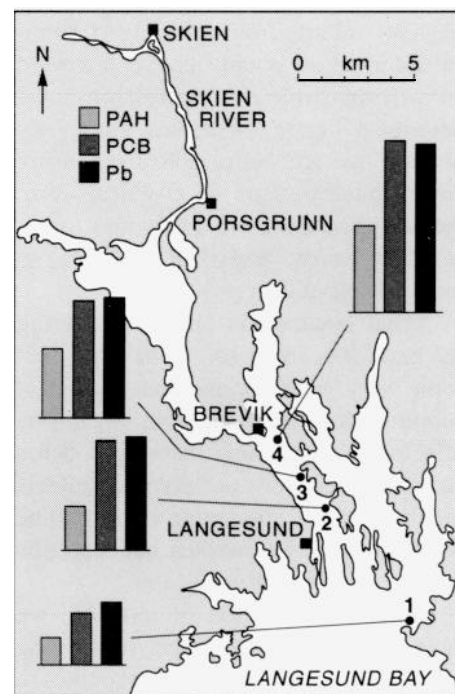 SKIEN
N
km
0 5
SKIEN
RIVER
PAH
PCB
Pb
PORSGRUNN
BREVIK
4
3
2
LANGESUND
1
LANGESUND BAY